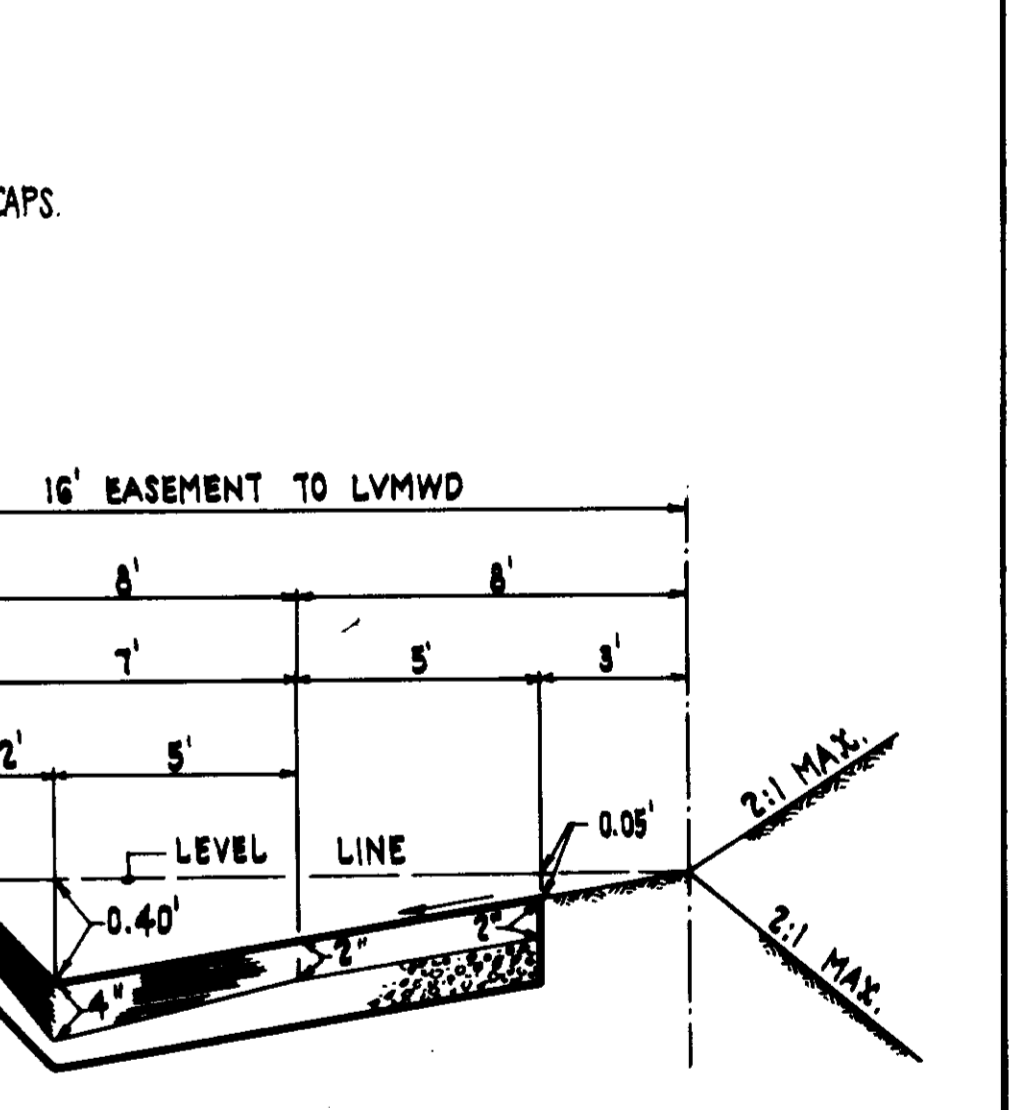 CAPS.
16' EASEMENT TO LVMWD
8' 8'
7' 5' 3'
2' 5'
2:1 MAX.
0.05'
LEVEL LINE
0.40'
2" 2"
2:1 MAX.
4"